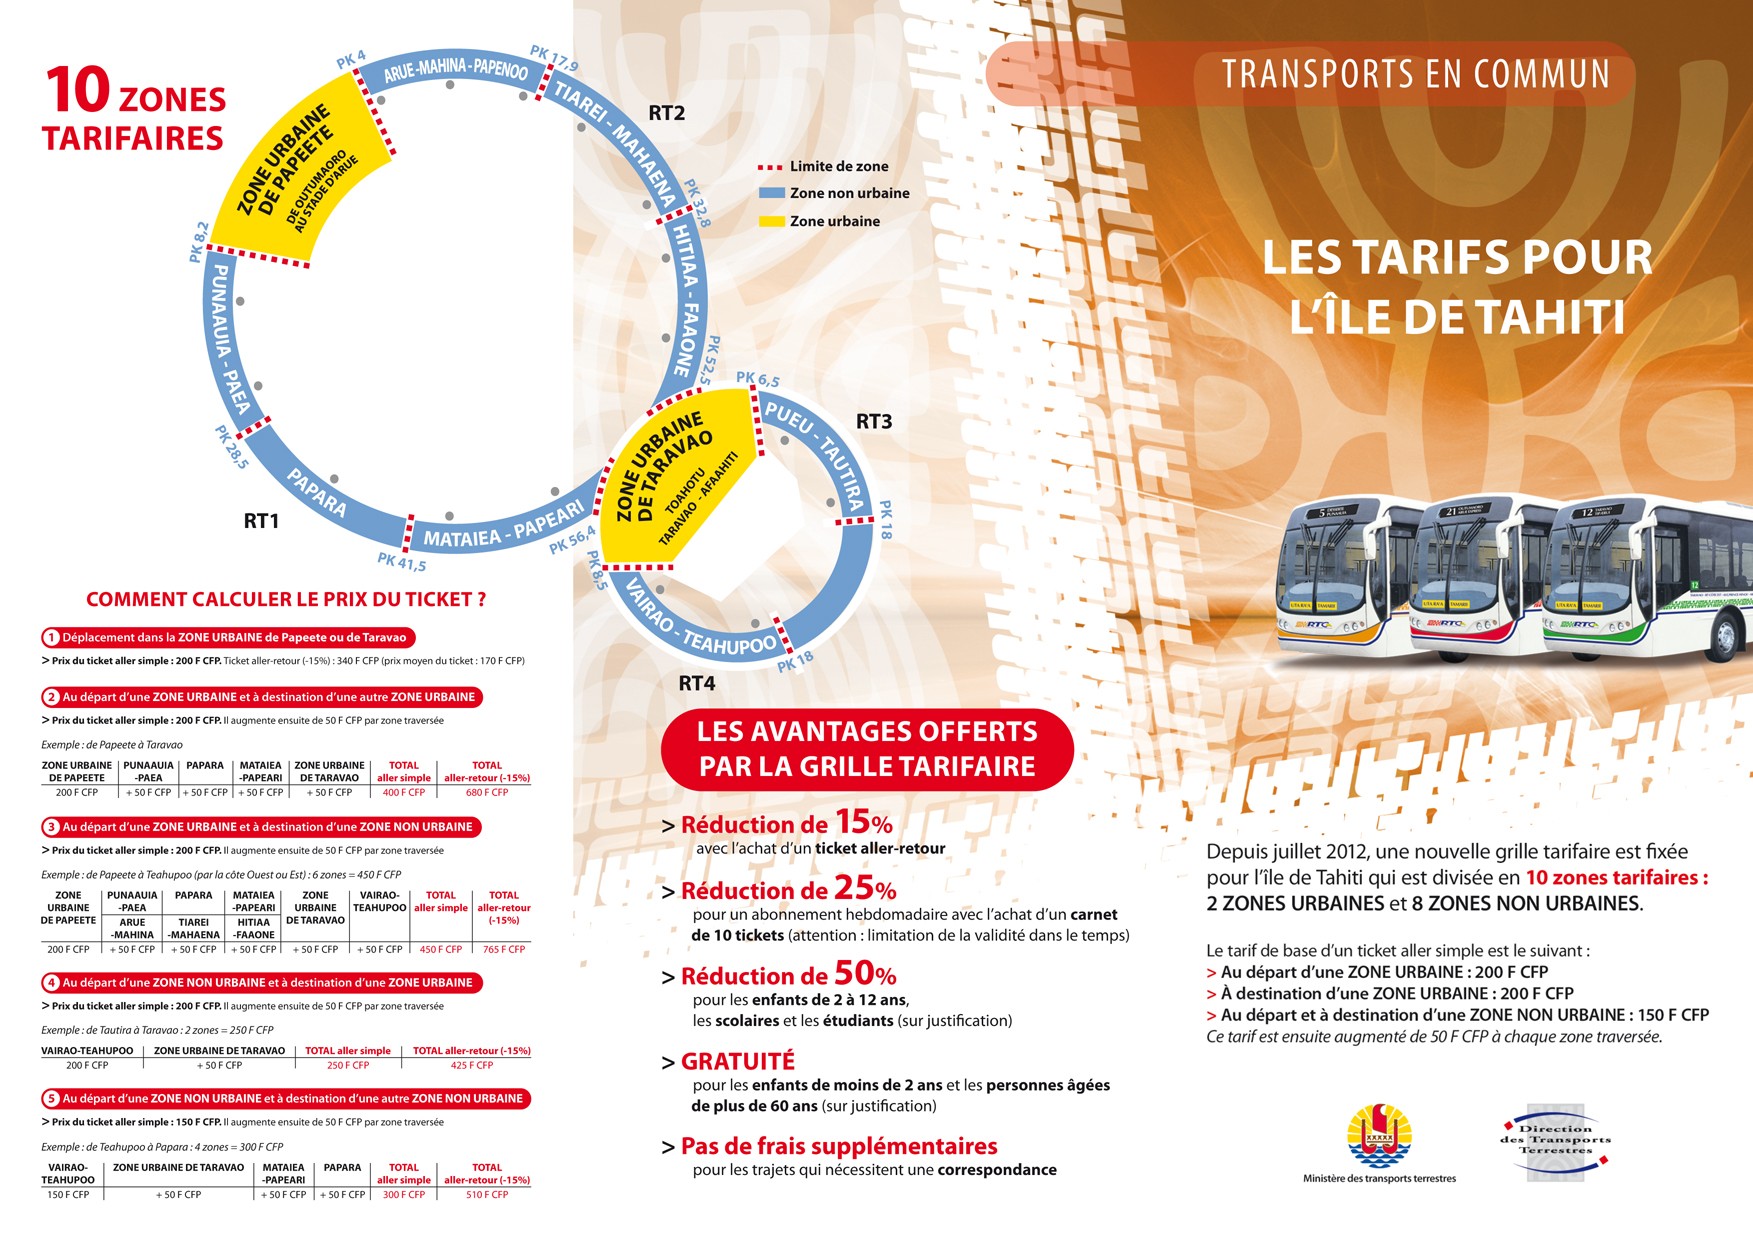 10 ZONES
TARIFAIRES
PK 4
ARUE -MAHINA - PAPENOO
PK 17,9
TIAREI - MAHAENA
RT2
PK 32,8
HITIAA - FAAONE
PK 52,5
ZONE URBAINE
DE PAPEETE
DE OUTUMAORO
AU STADE D'ARUE
PK 8,2
PUNAAUIA - PAEA
PK 28,5
PAPARA
RT1
PK 41,5
MATAIEA - PAPEARI
PK 56,4
ZONE URBAINE
DE TARAVAO
TOAHOTU
TARAVAO - AFAAHITI
PK 6,5
PUEU - TAUTIRA
RT3
PK 18
PK 8,5
VAIRAO - TEAHUPOO
PK 18
RT4
Limite de zone
Zone non urbaine
Zone urbaine
COMMENT CALCULER LE PRIX DU TICKET ?
1 Déplacement dans la ZONE URBAINE de Papeete ou de Taravao
> Prix du ticket aller simple : 200 F CFP. Ticket aller-retour (-15%) : 340 F CFP (prix moyen du ticket : 170 F CFP)
2 Au départ d'une ZONE URBAINE et à destination d'une autre ZONE URBAINE
> Prix du ticket aller simple : 200 F CFP. Il augmente ensuite de 50 F CFP par zone traversée
Exemple : de Papeete à Taravao
ZONE URBAINE PUNAAUIA PAPARA MATAIEA ZONE URBAINE TOTAL TOTAL
DE PAPEETE -PAEA -PAPEARI DE TARAVAO aller simple aller-retour (-15%)
200 F CFP + 50 F CFP + 50 F CFP + 50 F CFP + 50 F CFP 400 F CFP 680 F CFP
3 Au départ d'une ZONE URBAINE et à destination d'une ZONE NON URBAINE
> Prix du ticket aller simple : 200 F CFP. Il augmente ensuite de 50 F CFP par zone traversée
Exemple : de Papeete à Teahupoo (par la côte Ouest ou Est) : 6 zones = 450 F CFP
ZONE PUNAAUIA PAPARA MATAIEA ZONE VAIRAO- TOTAL TOTAL
URBAINE -PAEA -PAPEARI URBAINE TEAHUPOO aller simple aller-retour
DE PAPEETE ARUE TIAREI HITIAA DE TARAVAO (-15%)
-MAHINA -MAHAENA -FAAONE
200 F CFP + 50 F CFP + 50 F CFP + 50 F CFP + 50 F CFP + 50 F CFP 450 F CFP 765 F CFP
4 Au départ d'une ZONE NON URBAINE et à destination d'une ZONE URBAINE
> Prix du ticket aller simple : 200 F CFP. Il augmente ensuite de 50 F CFP par zone traversée
Exemple : de Tautira à Taravao : 2 zones = 250 F CFP
VAIRAO-TEAHUPOO ZONE URBAINE DE TARAVAO TOTAL aller simple TOTAL aller-retour (-15%)
200 F CFP + 50 F CFP 250 F CFP 425 F CFP
5 Au départ d'une ZONE NON URBAINE et à destination d'une autre ZONE NON URBAINE
> Prix du ticket aller simple : 150 F CFP. Il augmente ensuite de 50 F CFP par zone traversée
Exemple : de Teahupoo à Papara : 4 zones = 300 F CFP
VAIRAO- ZONE URBAINE DE TARAVAO MATAIEA PAPARA TOTAL TOTAL
TEAHUPOO -PAPEARI aller simple aller-retour (-15%)
150 F CFP + 50 F CFP + 50 F CFP + 50 F CFP 300 F CFP 510 F CFP
LES AVANTAGES OFFERTS
PAR LA GRILLE TARIFAIRE
> Réduction de 15%
avec l'achat d'un ticket aller-retour
> Réduction de 25%
pour un abonnement hebdomadaire avec l'achat d'un carnet
de 10 tickets (attention : limitation de la validité dans le temps)
> Réduction de 50%
pour les enfants de 2 à 12 ans,
les scolaires et les étudiants (sur justification)
> GRATUITÉ
pour les enfants de moins de 2 ans et les personnes âgées
de plus de 60 ans (sur justification)
> Pas de frais supplémentaires
pour les trajets qui nécessitent une correspondance
TRANSPORTS EN COMMUN
LES TARIFS POUR
L'ÎLE DE TAHITI
5
21
12
RTC
RTC
RTC
12
Depuis juillet 2012, une nouvelle grille tarifaire est fixée
pour l'île de Tahiti qui est divisée en 10 zones tarifaires :
2 ZONES URBAINES et 8 ZONES NON URBAINES.
Le tarif de base d'un ticket aller simple est le suivant :
> Au départ d'une ZONE URBAINE : 200 F CFP
> À destination d'une ZONE URBAINE : 200 F CFP
> Au départ et à destination d'une ZONE NON URBAINE : 150 F CFP
Ce tarif est ensuite augmenté de 50 F CFP à chaque zone traversée.
Ministère des transports terrestres
Direction
des Transports
Terrestres